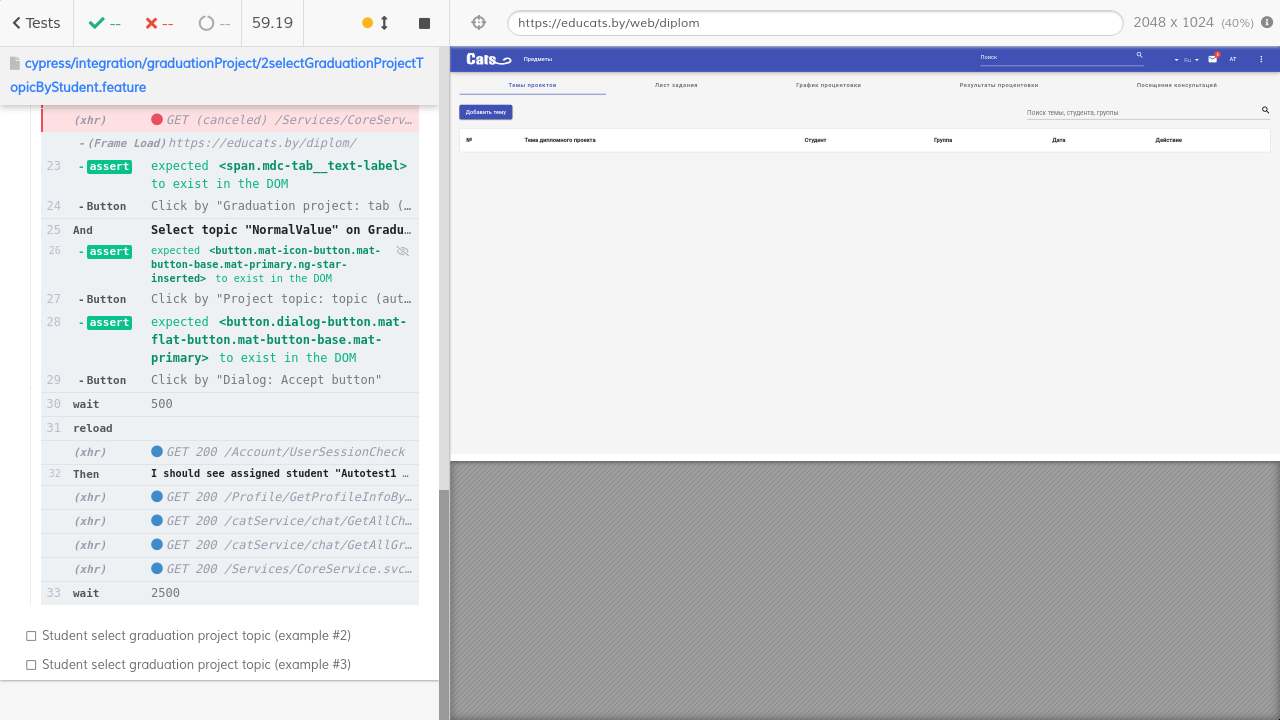 Tests
--
--
--
59.19
https://educats.by/web/diplom
2048 x 1024 (40%)
cypress/integration/graduationProject/2selectGraduationProjectT
opicByStudent.feature
(xhr) GET (canceled) /Services/CoreServ…
-(Frame Load) https://educats.by/diplom/
23 -assert expected <span.mdc-tab__text-label>
to exist in the DOM
24 -Button Click by "Graduation project: tab (…
25 And Select topic "NormalValue" on Gradu…
26 -assert expected <button.mat-icon-button.mat-
button-base.mat-primary.ng-star-
inserted> to exist in the DOM
27 -Button Click by "Project topic: topic (aut…
28 -assert expected <button.dialog-button.mat-
flat-button.mat-button-base.mat-
primary> to exist in the DOM
29 -Button Click by "Dialog: Accept button"
30 wait 500
31 reload
(xhr) GET 200 /Account/UserSessionCheck
32 Then I should see assigned student "Autotest1 …
(xhr) GET 200 /Profile/GetProfileInfoBy…
(xhr) GET 200 /catService/chat/GetAllCh…
(xhr) GET 200 /catService/chat/GetAllGr…
(xhr) GET 200 /Services/CoreService.svc…
33 wait 2500
Student select graduation project topic (example #2)
Student select graduation project topic (example #3)
Cats Предметы Поиск Ru AT
Темы проектов Лист задания График процентовки Результаты процентовки Посещение консультаций
Добавить тему Поиск темы, студента, группы
№ Тема дипломного проекта Студент Группа Дата Действие